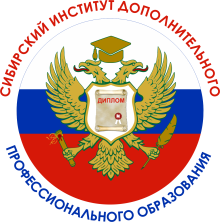 СИБИРСКИЙ ИНСТИТУТ ДОПОЛНИТЕЛЬНОГО
ДИПЛОМ
ПРОФЕССИОНАЛЬНОГО ОБРАЗОВАНИЯ